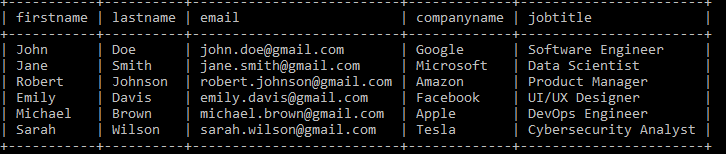 | firstname | lastname | email | companyname | jobtitle |
| John | Doe | john.doe@gmail.com | Google | Software Engineer |
| Jane | Smith | jane.smith@gmail.com | Microsoft | Data Scientist |
| Robert | Johnson | robert.johnson@gmail.com | Amazon | Product Manager |
| Emily | Davis | emily.davis@gmail.com | Facebook | UI/UX Designer |
| Michael | Brown | michael.brown@gmail.com | Apple | DevOps Engineer |
| Sarah | Wilson | sarah.wilson@gmail.com | Tesla | Cybersecurity Analyst |